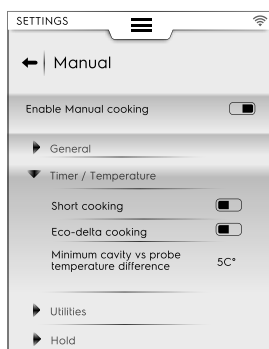 SETTINGS
Manual
Enable Manual cooking
General
Timer / Temperature
Short cooking
Eco-delta cooking
Minimum cavity vs probe
temperature difference
5C°
Utilities
Hold